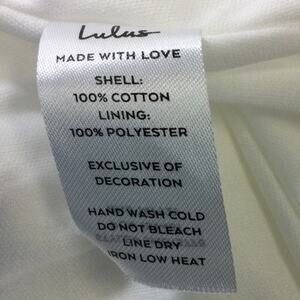 Lulus
MADE WITH LOVE
SHELL:
100% COTTON
LINING:
100% POLYESTER
EXCLUSIVE OF
DECORATION
HAND WASH COLD
DO NOT BLEACH
LINE DRY
IRON LOW HEAT